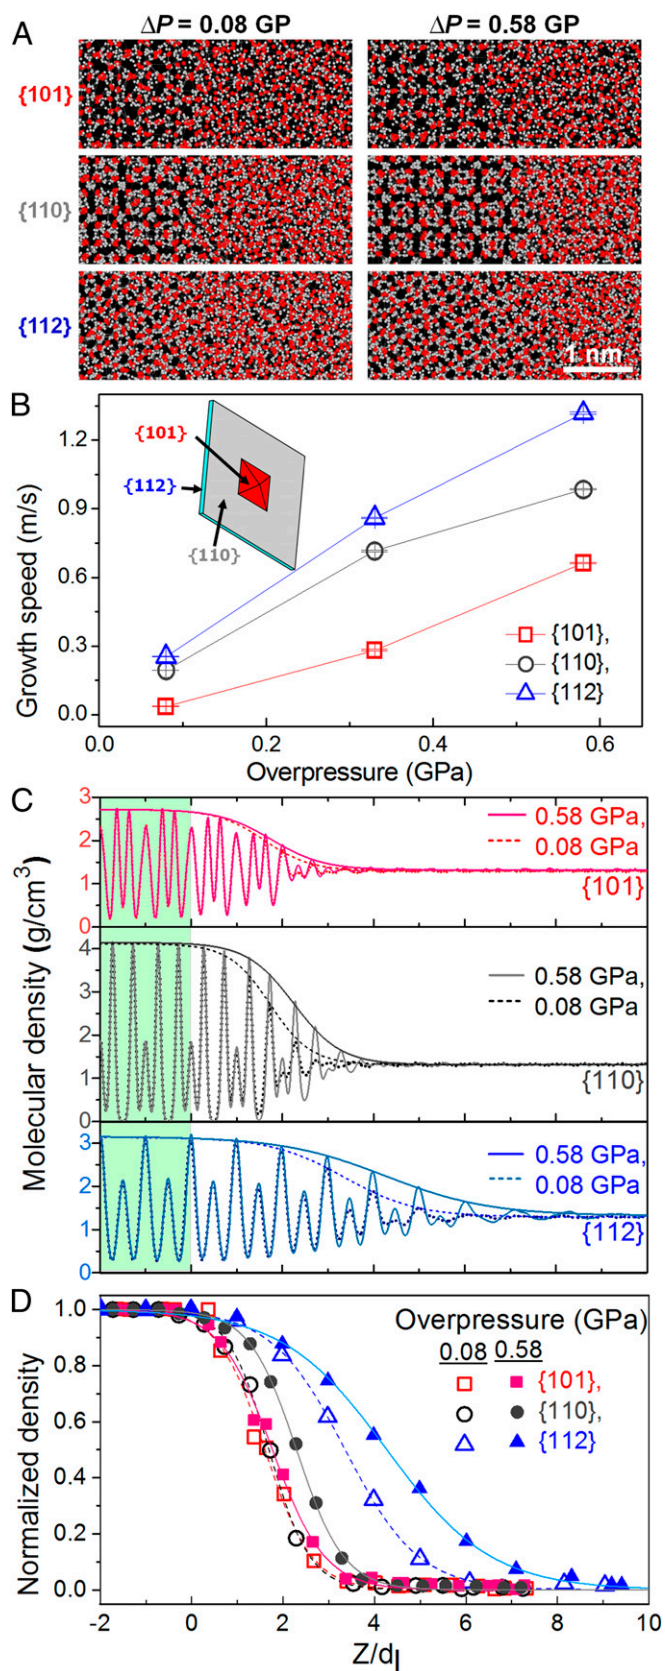 A
ΔP = 0.08 GP
ΔP = 0.58 GP
{101}
{110}
{112}
1 nm
B
1.2
0.9
0.6
0.3
0.0
Growth speed (m/s)
{101}
{112}
{110}
{101},
{110},
{112}
0.0
0.2
0.4
0.6
Overpressure (GPa)
C
Molecular density (g/cm³)
3
2
1
0.58 GPa,
0.08 GPa
{101}
4
3
2
1
0
0.58 GPa,
0.08 GPa
{110}
3
2
1
0
0.58 GPa,
0.08 GPa
{112}
D
Normalized density
1.0
0.8
0.6
0.4
0.2
0.0
Overpressure (GPa)
0.08 0.58
{101},
{110},
{112}
-2 0 2 4 6 8 10
Z/dl